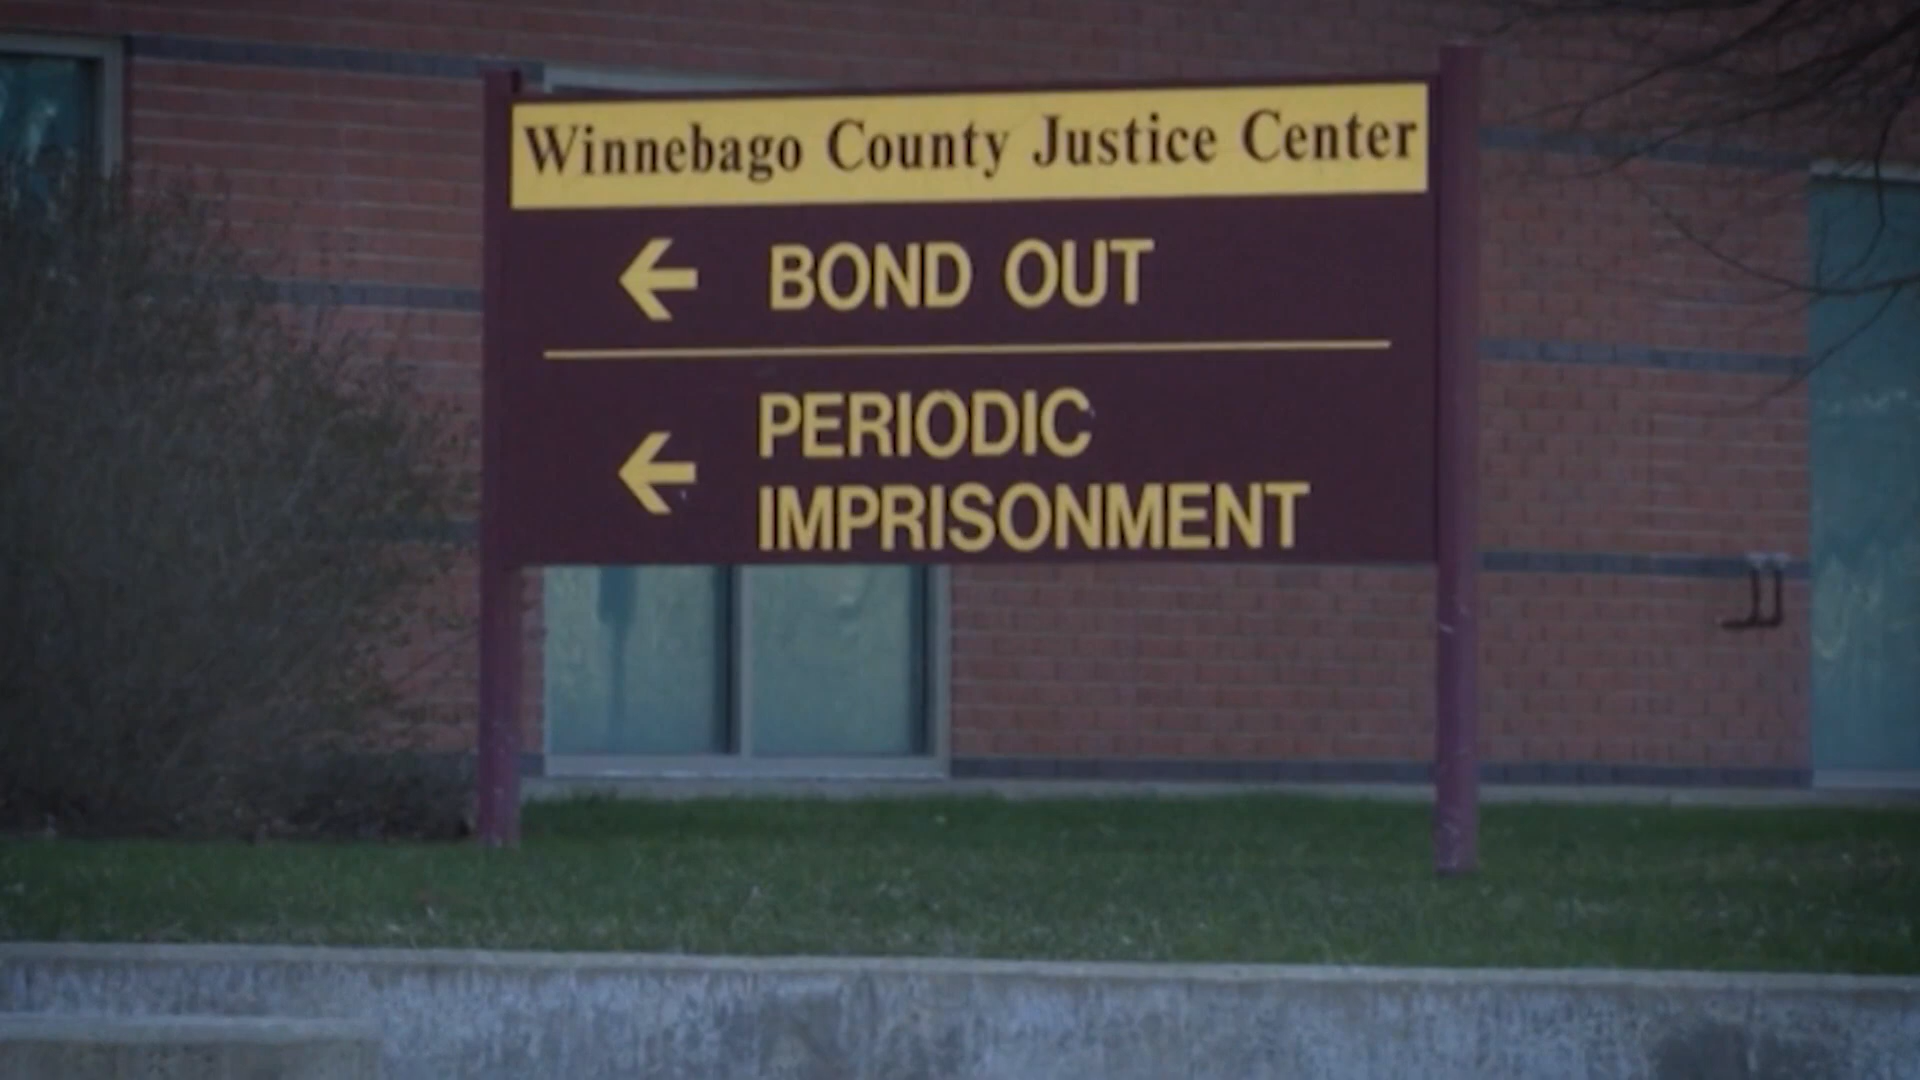 Winnebago County Justice Center
← BOND OUT
← PERIODIC
IMPRISONMENT